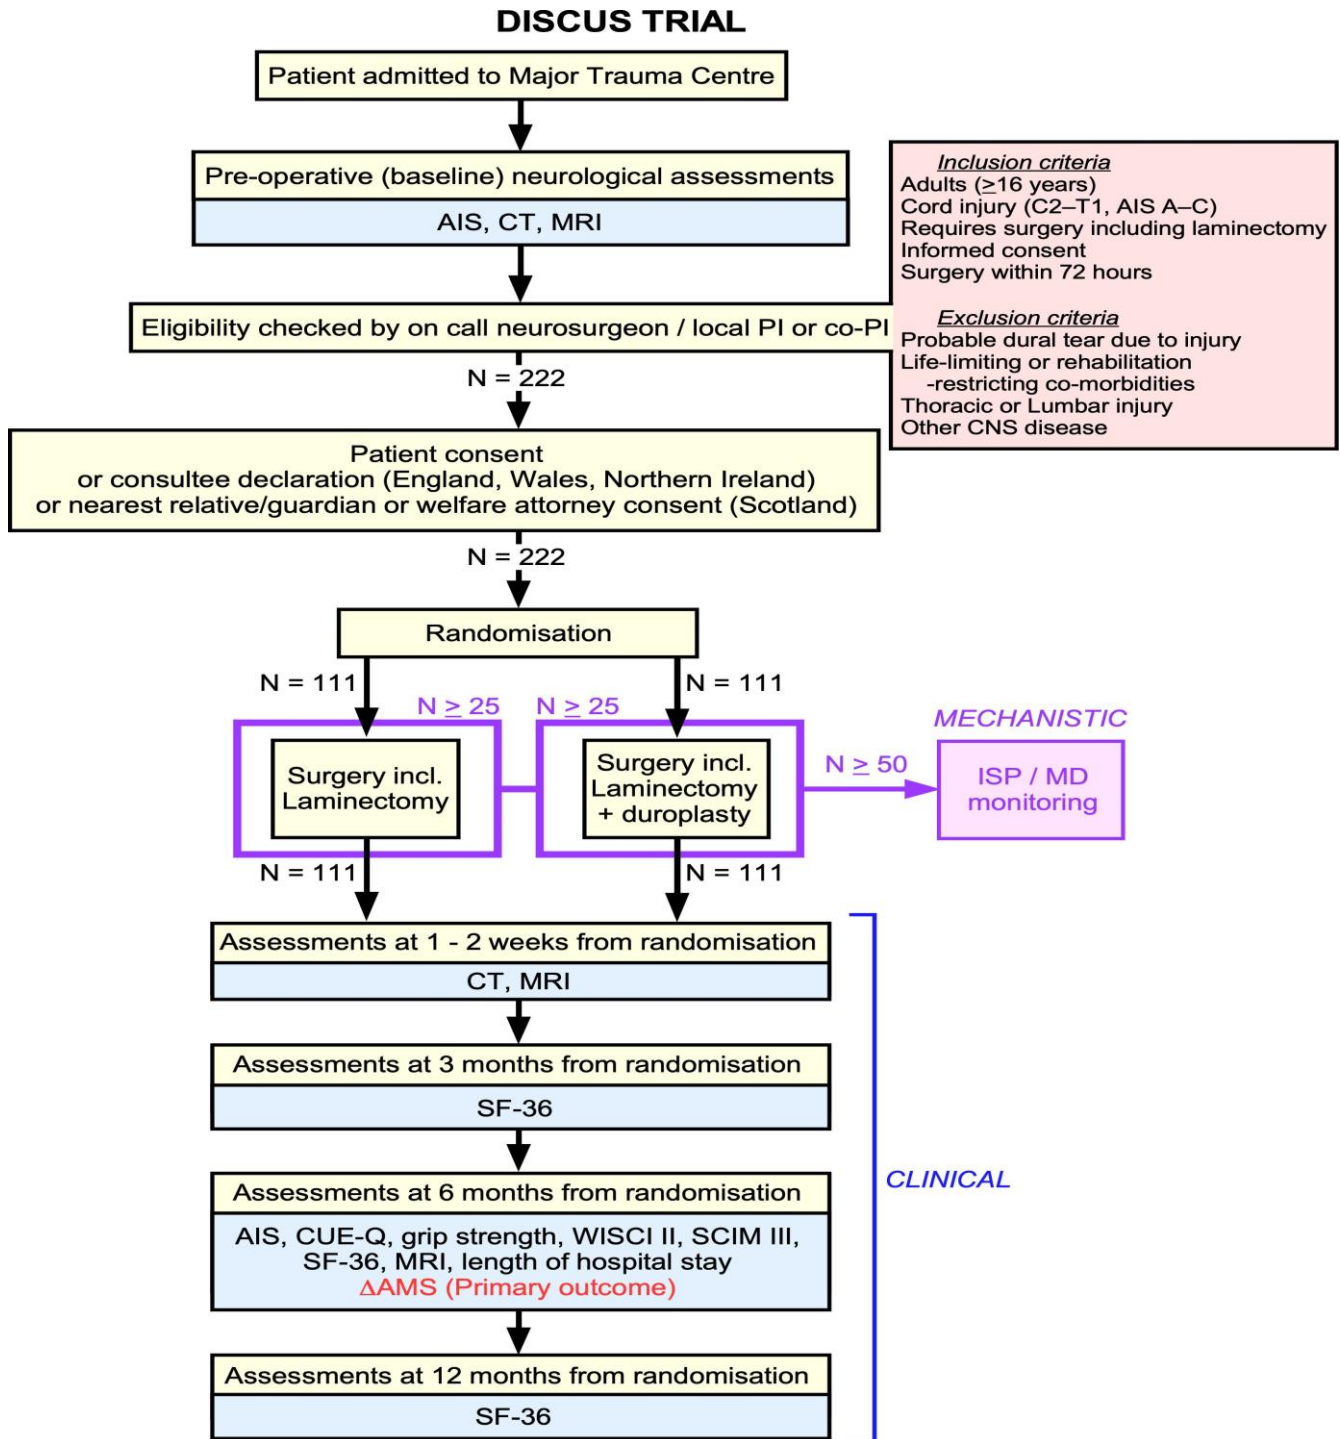 DISCUS TRIAL
Patient admitted to Major Trauma Centre
Pre-operative (baseline) neurological assessments
AIS, CT, MRI
Eligibility checked by on call neurosurgeon / local PI or co-PI
Inclusion criteria
Adults (≥16 years)
Cord injury (C2–T1, AIS A–C)
Requires surgery including laminectomy
Informed consent
Surgery within 72 hours
Exclusion criteria
Probable dural tear due to injury
Life-limiting or rehabilitation
-restricting co-morbidities
Thoracic or Lumbar injury
Other CNS disease
N = 222
Patient consent
or consultee declaration (England, Wales, Northern Ireland)
or nearest relative/guardian or welfare attorney consent (Scotland)
N = 222
Randomisation
N = 111
N = 111
N ≥ 25
N ≥ 25
Surgery incl.
Laminectomy
Surgery incl.
Laminectomy
+ duroplasty
N ≥ 50
MECHANISTIC
ISP / MD
monitoring
N = 111
N = 111
Assessments at 1 - 2 weeks from randomisation
CT, MRI
Assessments at 3 months from randomisation
SF-36
Assessments at 6 months from randomisation
AIS, CUE-Q, grip strength, WISCI II, SCIM III,
SF-36, MRI, length of hospital stay
ΔAMS (Primary outcome)
Assessments at 12 months from randomisation
SF-36
CLINICAL